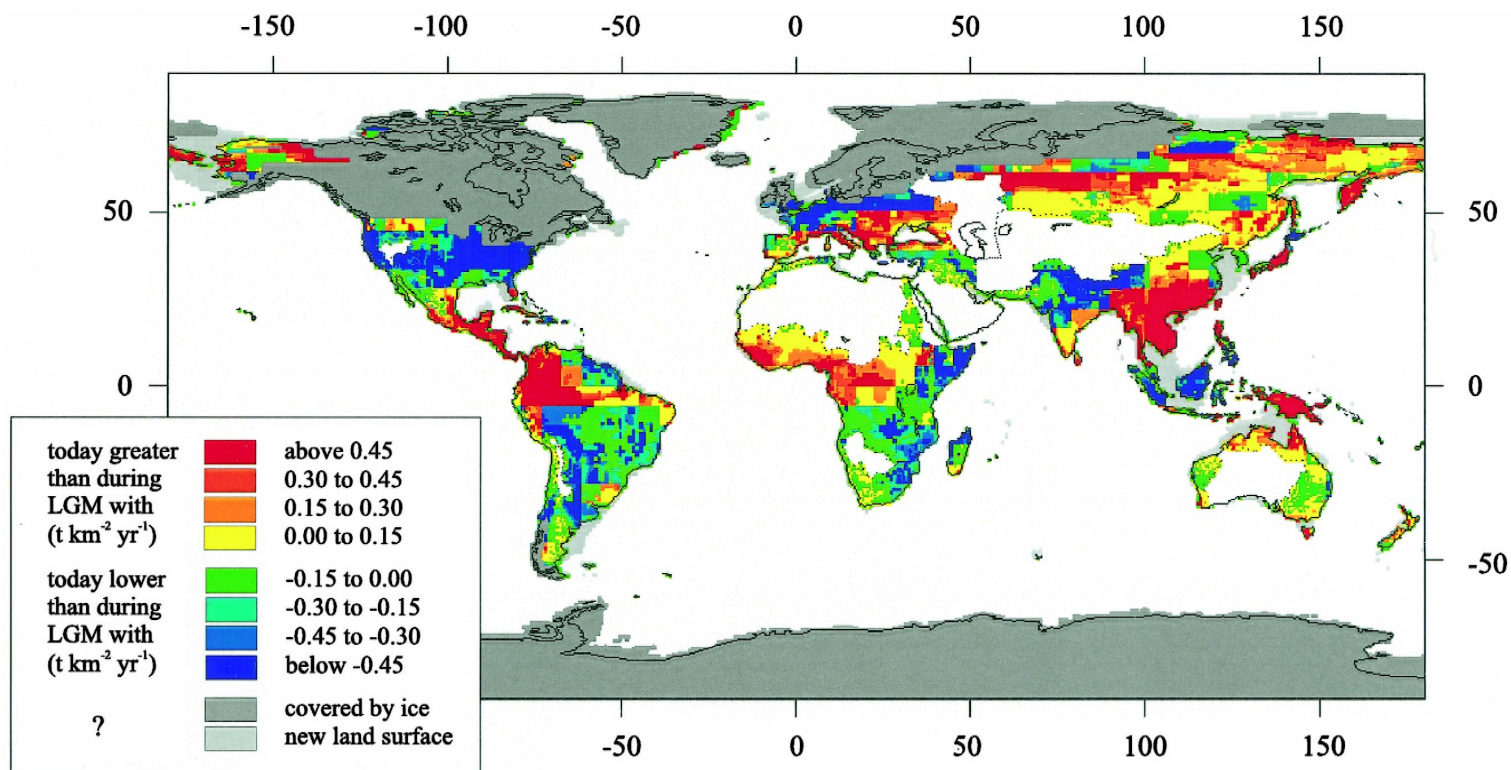 -150 -100 -50 0 50 100 150
50 50
0 0
-50
today greater above 0.45
than during 0.30 to 0.45
LGM with 0.15 to 0.30
(t km⁻² yr⁻¹) 0.00 to 0.15
today lower -0.15 to 0.00
than during -0.30 to -0.15
LGM with -0.45 to -0.30
(t km⁻² yr⁻¹) below -0.45
covered by ice
? new land surface
-50 0 50 100 150